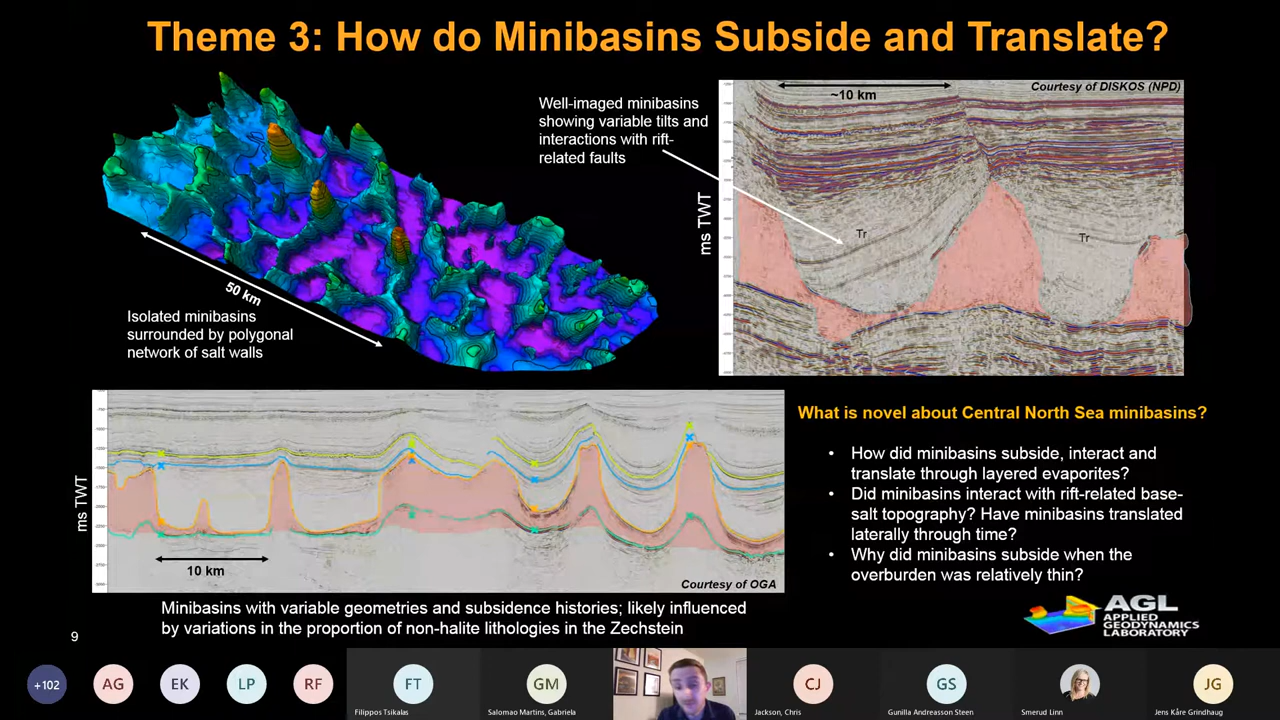 Theme 3: How do Minibasins Subside and Translate?
Well-imaged minibasins
showing variable tilts and
interactions with rift-
related faults
50 km
Isolated minibasins
surrounded by polygonal
network of salt walls
~10 km
Courtesy of DISKOS (NPD)
ms TWT
Tr
Tr
ms TWT
10 km
Courtesy of OGA
Minibasins with variable geometries and subsidence histories; likely influenced
by variations in the proportion of non-halite lithologies in the Zechstein
What is novel about Central North Sea minibasins?
• How did minibasins subside, interact and
translate through layered evaporites?
• Did minibasins interact with rift-related base-
salt topography? Have minibasins translated
laterally through time?
• Why did minibasins subside when the
overburden was relatively thin?
AGL
APPLIED
GEODYNAMICS
LABORATORY
9
+102
AG
EK
LP
RF
FT
Filippos Tsikalas
GM
Salomao Martins, Gabriela
CJ
Jackson, Chris
GS
Gunilla Andreasson Steen
Smerud Linn
JG
Jens Kåre Grindhaug